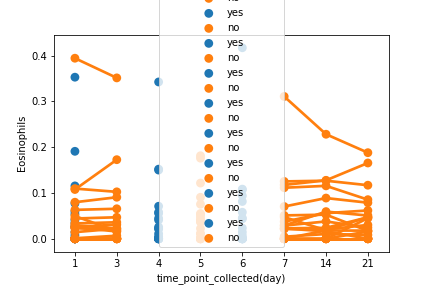 no
yes
no
yes
no
yes
no
yes
no
yes
no
yes
no
yes
no
yes
no
0.4
0.3
0.2
0.1
0.0
Eosinophils
1 3 4 5 6 7 14 21
time_point_collected(day)